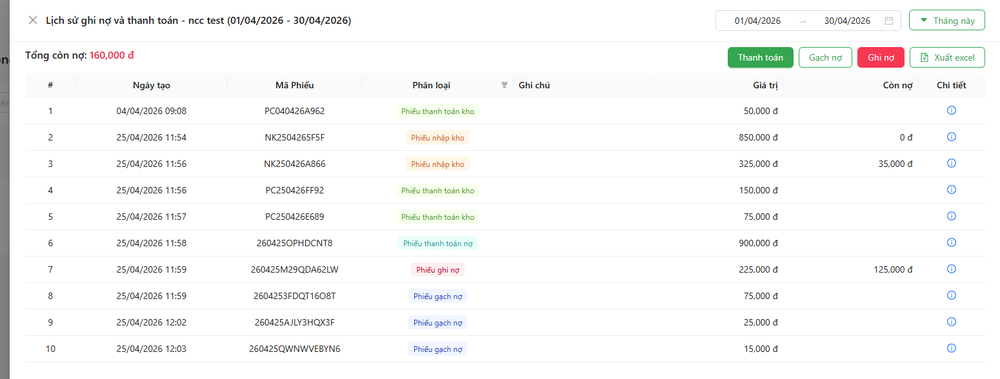 Lịch sử ghi nợ và thanh toán - ncc test (01/04/2026 - 30/04/2026)
01/04/2026 → 30/04/2026
Tháng này
Tổng còn nợ: 160,000 đ
Thanh toán
Gạch nợ
Ghi nợ
Xuất excel
# Ngày tạo Mã Phiếu Phân loại Ghi chú Giá trị Còn nợ Chi tiết
1 04/04/2026 09:08 PC040426A962 Phiếu thanh toán kho 50,000 đ
2 25/04/2026 11:54 NK2504265F5F Phiếu nhập kho 850,000 đ 0 đ
3 25/04/2026 11:56 NK250426A866 Phiếu nhập kho 325,000 đ 35,000 đ
4 25/04/2026 11:56 PC250426FF92 Phiếu thanh toán kho 150,000 đ
5 25/04/2026 11:57 PC250426E689 Phiếu thanh toán kho 75,000 đ
6 25/04/2026 11:58 260425OPHDCNT8 Phiếu thanh toán nợ 900,000 đ
7 25/04/2026 11:59 260425M29QDA62LW Phiếu ghi nợ 225,000 đ 125,000 đ
8 25/04/2026 11:59 2604253FDQT16O8T Phiếu gạch nợ 75,000 đ
9 25/04/2026 12:02 260425AJLY3HQX3F Phiếu gạch nợ 25,000 đ
10 25/04/2026 12:03 260425QWNWVEBYN6 Phiếu gạch nợ 15,000 đ